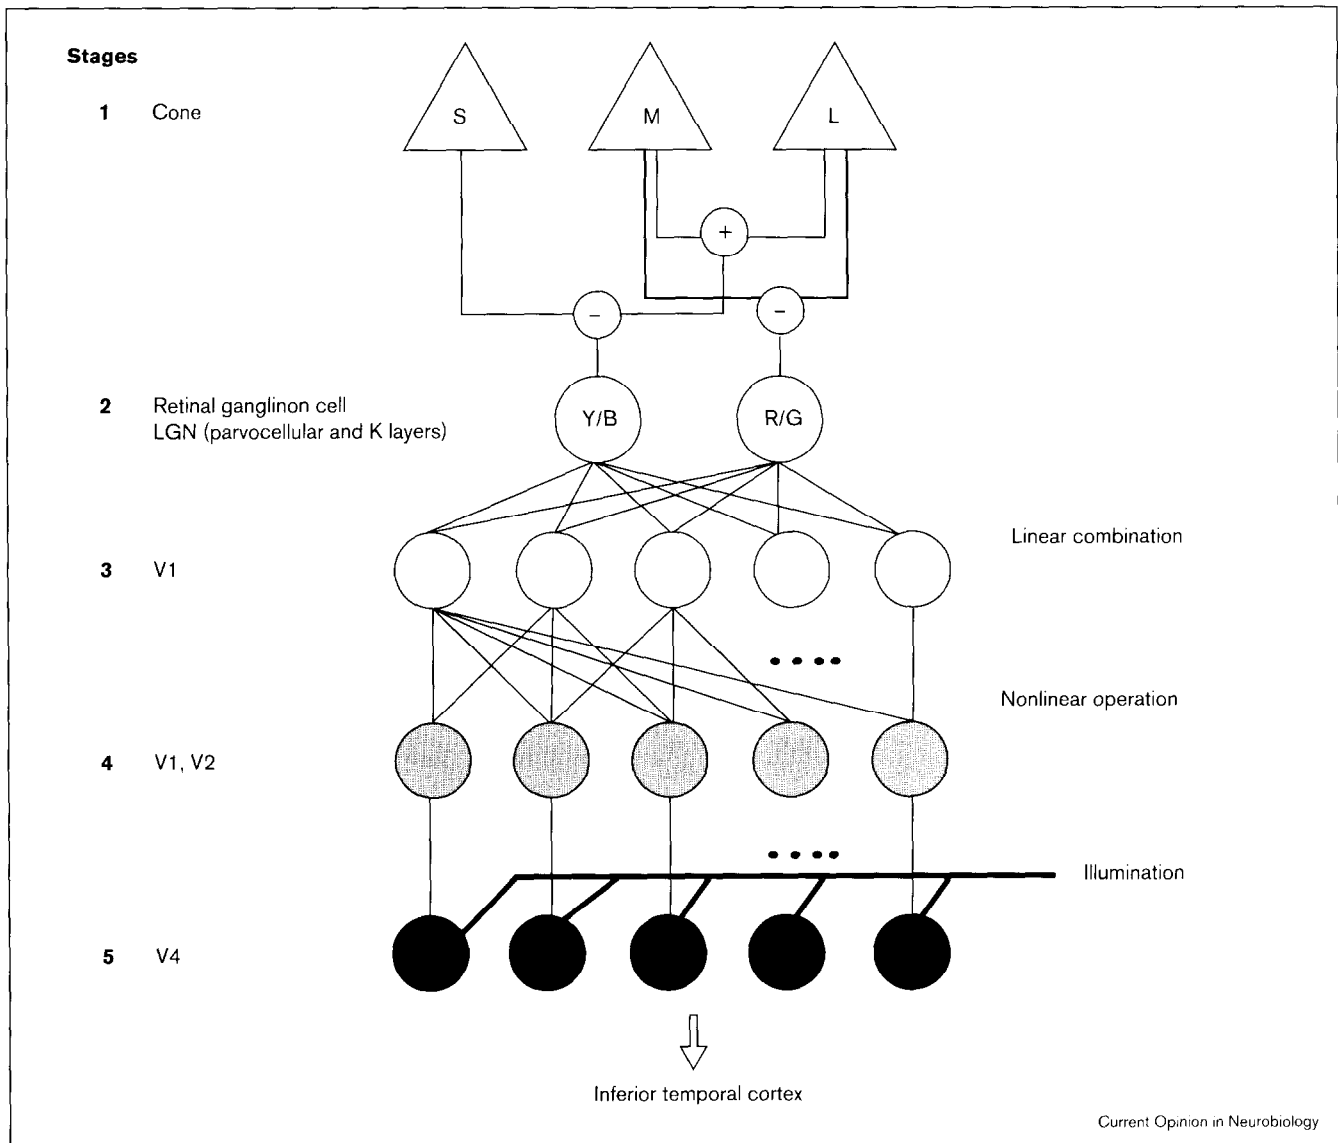 Stages
1 Cone
S M L
+
− −
2 Retinal ganglinon cell
LGN (parvocellular and K layers)
Y/B R/G
Linear combination
3 V1
Nonlinear operation
4 V1, V2
Illumination
5 V4
Inferior temporal cortex
Current Opinion in Neurobiology